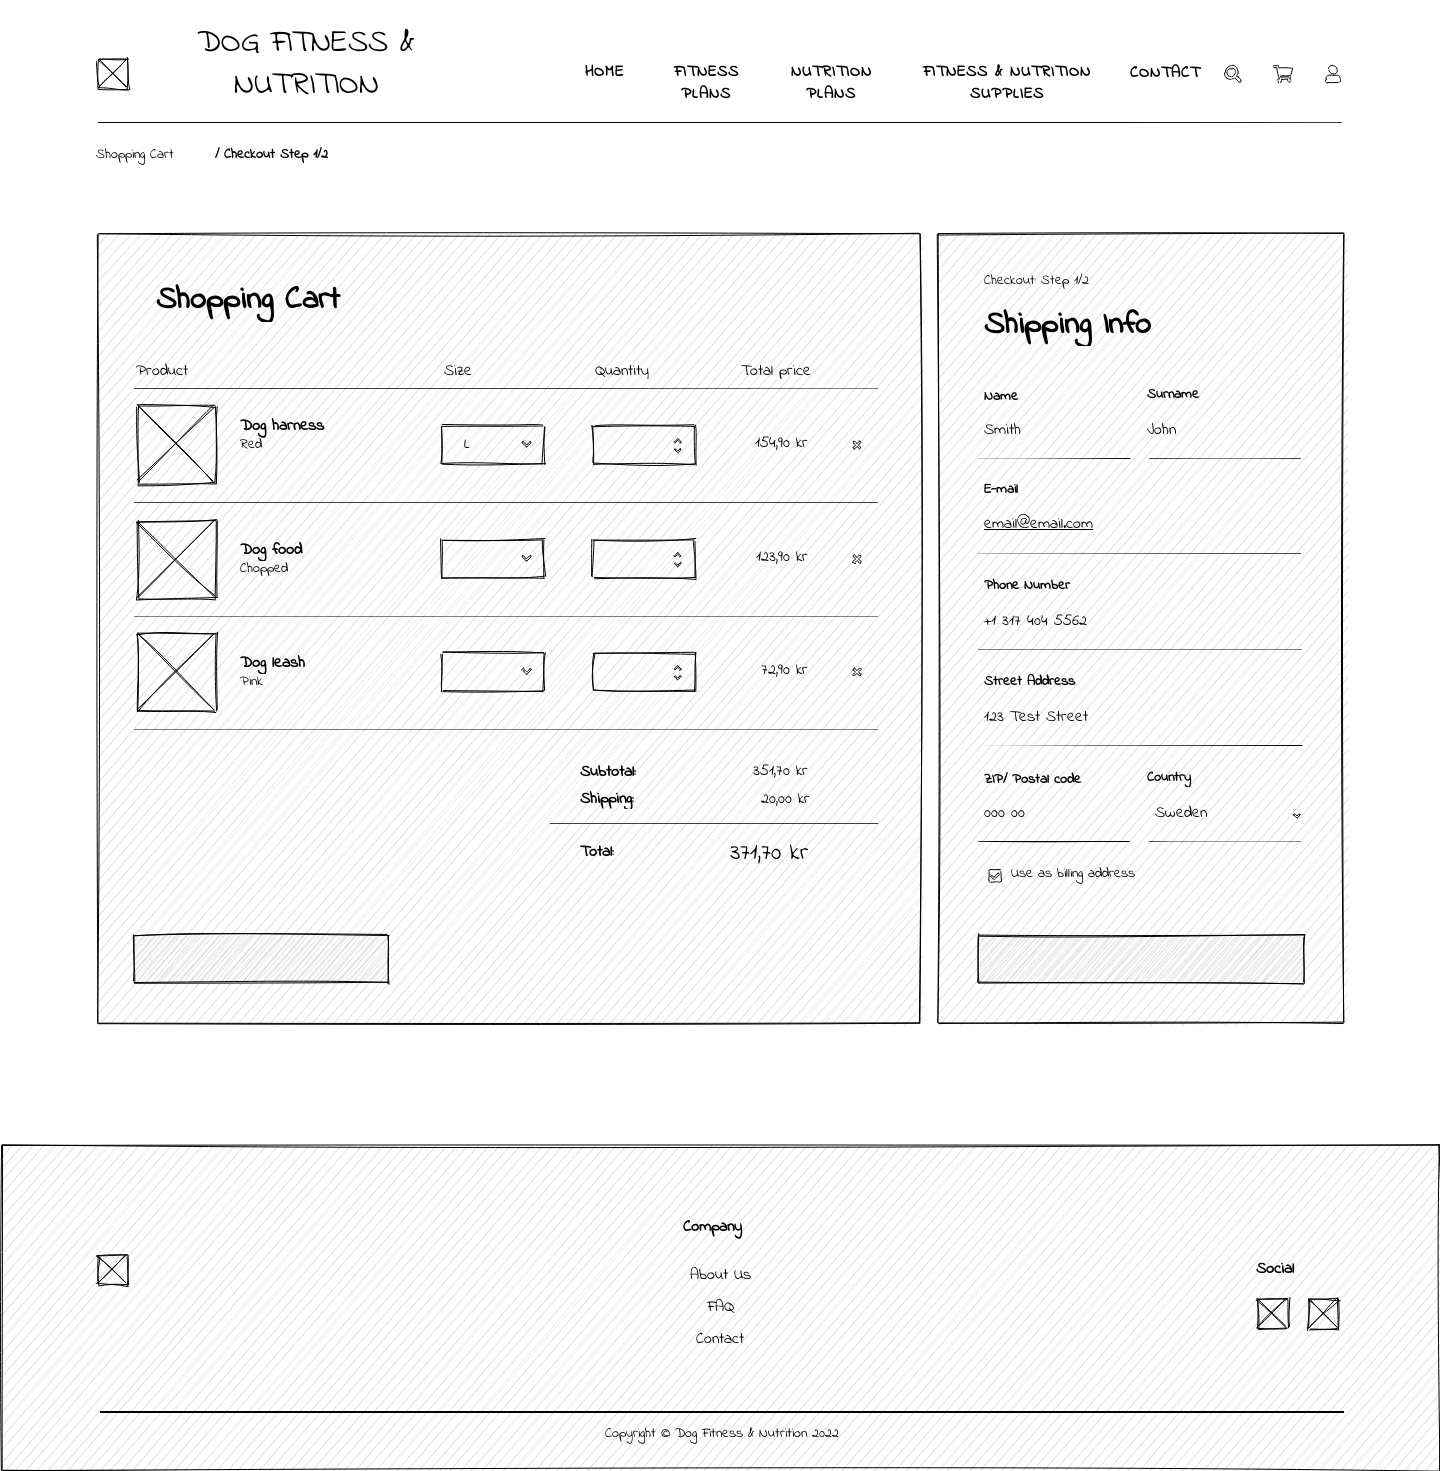 DOG FITNESS &
NUTRITION
HOME
FITNESS
PLANS
NUTRITION
PLANS
FITNESS & NUTRITION
SUPPLIES
CONTACT
Shopping Cart / Checkout Step 1/2
Shopping Cart
Product Size Quantity Total price
Dog harness
Red
L
154,90 kr
Dog food
Chopped
123,90 kr
Dog leash
Pink
72,90 kr
Subtotal: 351,70 kr
Shipping: 20,00 kr
Total: 371,70 kr
Checkout: Step 1/2
Shipping Info
Name Surname
Smith John
E-mail
email@email.com
Phone Number
+1 317 404 5562
Street Address
123 Test Street
ZIP/ Postal code Country
000 00 Sweden
Use as billing address
Company
About Us
FAQ
Contact
Social
Copyright © Dog Fitness & Nutrition 2022